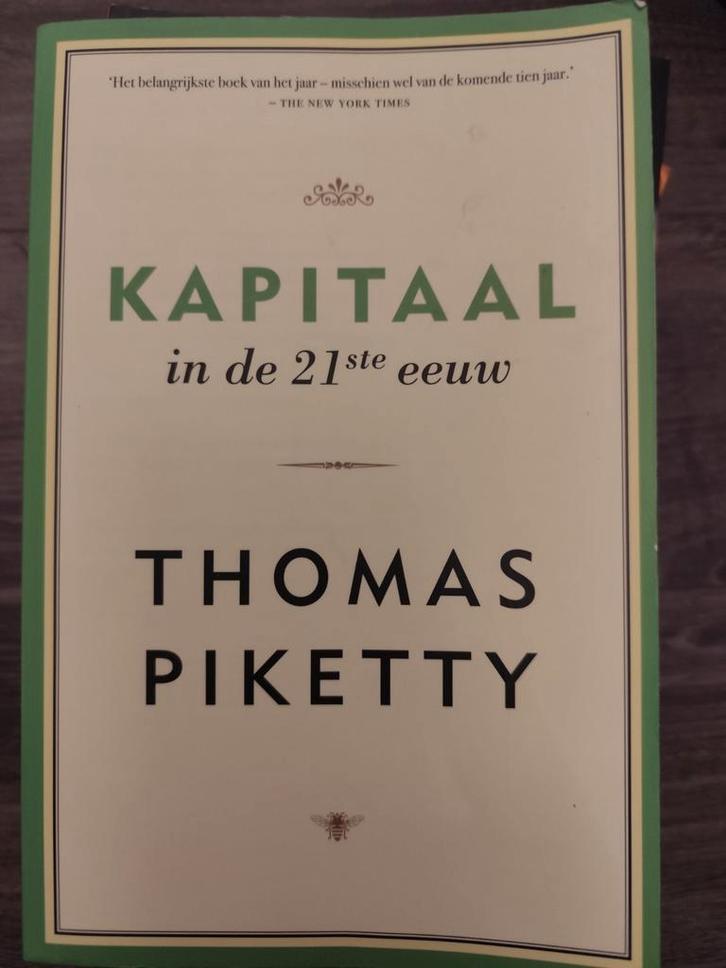 ‘Het belangrijkste boek van het jaar – misschien wel van de komende tien jaar.’
– THE NEW YORK TIMES
KAPITAAL
in de 21ste eeuw
THOMAS
PIKETTY